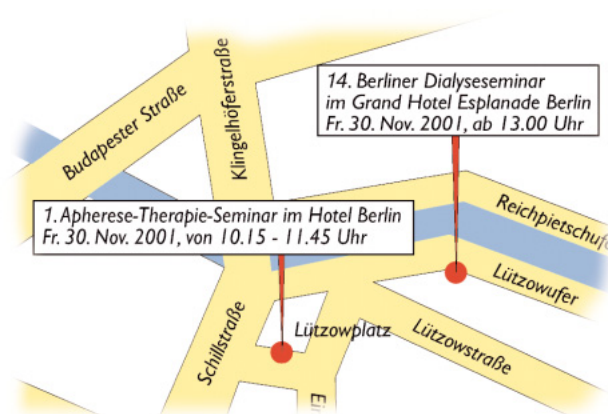 14. Berliner Dialyseseminar
im Grand Hotel Esplanade Berlin
Fr. 30. Nov. 2001, ab 13.00 Uhr
Budapester Straße
Klingelhöferstraße
1. Apherese-Therapie-Seminar im Hotel Berlin
Fr. 30. Nov. 2001, von 10.15 - 11.45 Uhr
Reichpietschufe
Lützowufer
Lützowplatz
Lützowstraße
Schillstraße